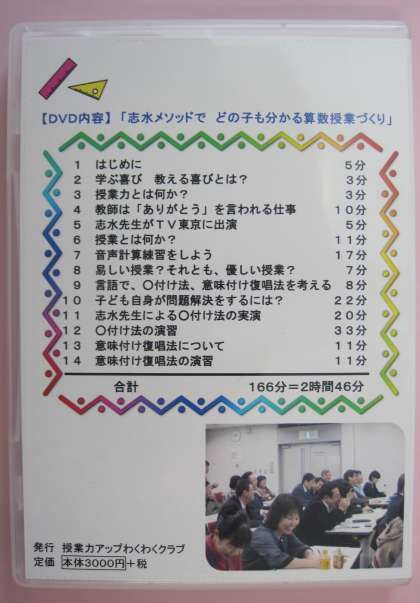 【DVD内容】「志水メソッドで どの子も分かる算数授業づくり」
1 はじめに 5分
2 学ぶ喜び 教える喜びとは？ 3分
3 授業力とは何か？ 3分
4 教師は「ありがとう」を言われる仕事 10分
5 志水先生がＴＶ東京に出演 5分
6 授業とは何か？ 11分
7 音声計算練習をしよう 17分
8 易しい授業？それとも、優しい授業？ 7分
9 言語で、〇付け法、意味付け復唱法を考える 8分
10 子ども自身が問題解決をするには？ 22分
11 志水先生による〇付け法の実演 20分
12 〇付け法の演習 33分
13 意味付け復唱法について 11分
14 意味付け復唱法の演習 11分
合計 166分＝2時間46分
発行 授業力アップわくわくクラブ
定価 本体3000円＋税